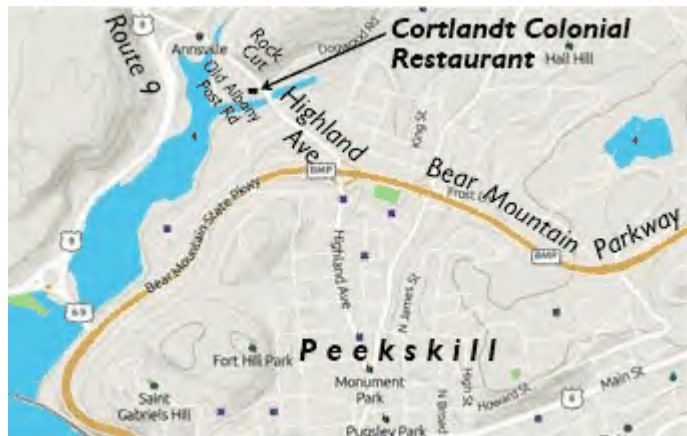 Cortlandt Colonial
Restaurant
Annsville
Rock
Cut
Dogwood Rd
Hall Hill
Route 9
9
Old Albany
Post Rd
Highland
Ave
King St
BMP
Bear Mountain
Parkway
Frost L
Bear Mountain State Pkwy
BMP
9
Highland Ave
N James St
Fort Hill Park
Peekskill
Saint
Gabriels Hill
Monument
Park
High St
Main St
Howard St
6
N Broad
Pugsley Park